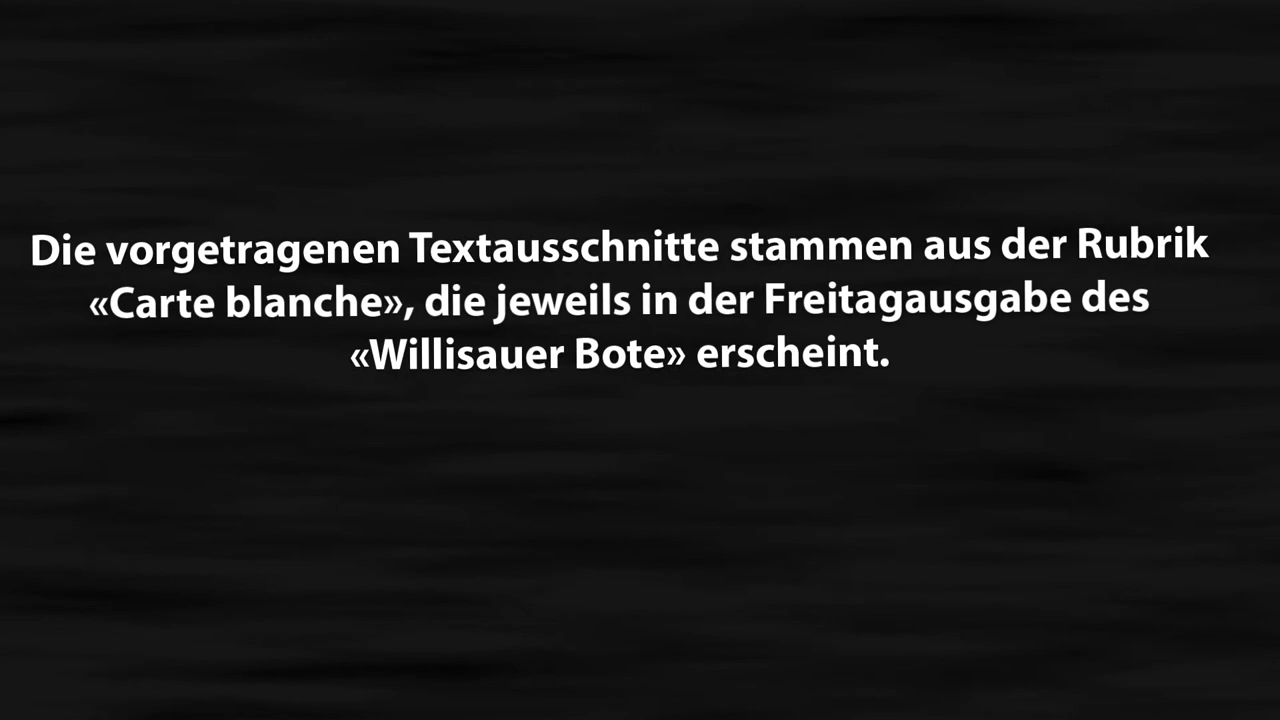 Die vorgetragenen Textausschnitte stammen aus der Rubrik
«Carte blanche», die jeweils in der Freitagausgabe des
«Willisauer Bote» erscheint.